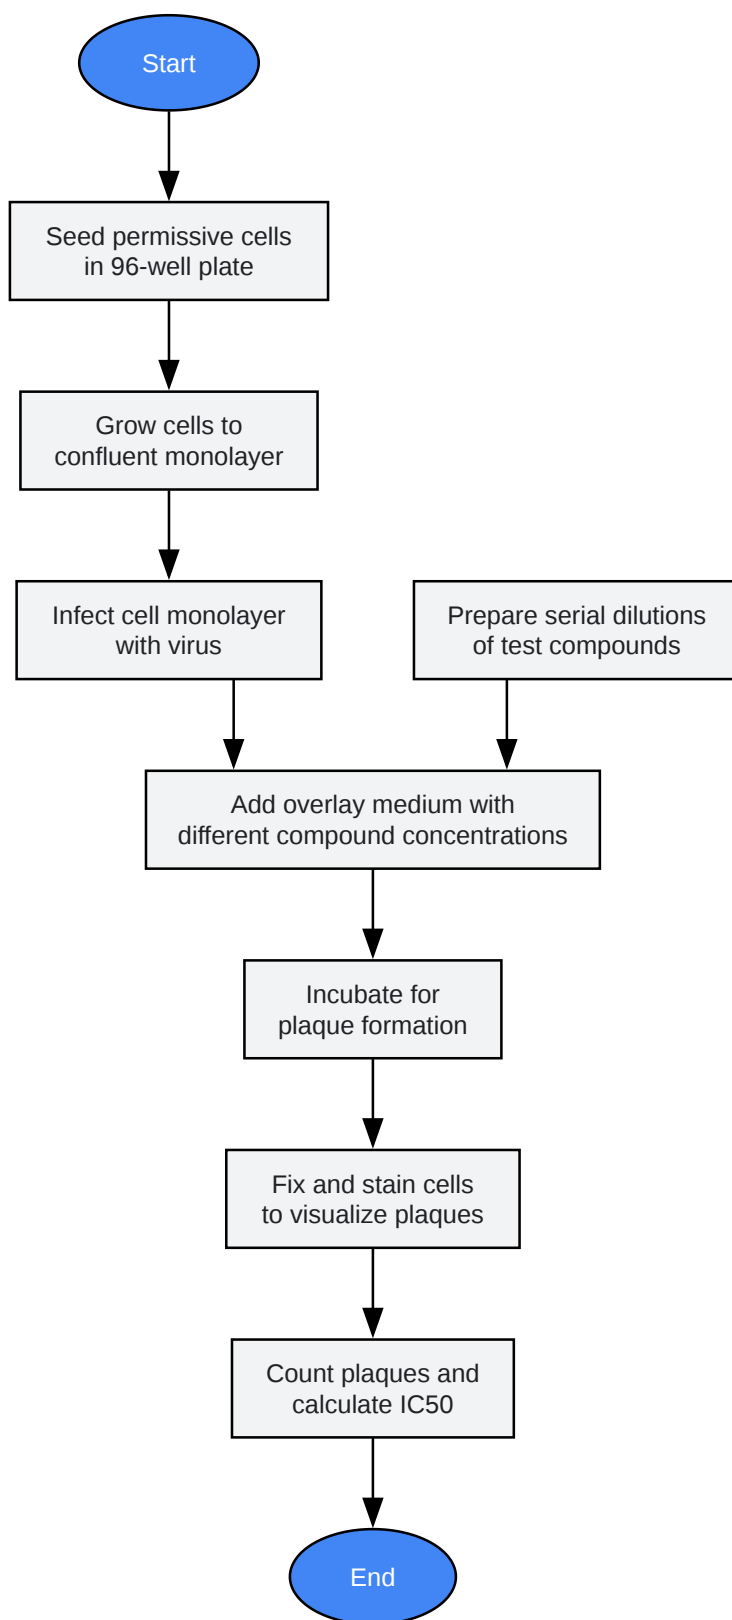 Start
Seed permissive cells
in 96-well plate
Grow cells to
confluent monolayer
Infect cell monolayer
with virus
Prepare serial dilutions
of test compounds
Add overlay medium with
different compound concentrations
Incubate for
plaque formation
Fix and stain cells
to visualize plaques
Count plaques and
calculate IC50
End